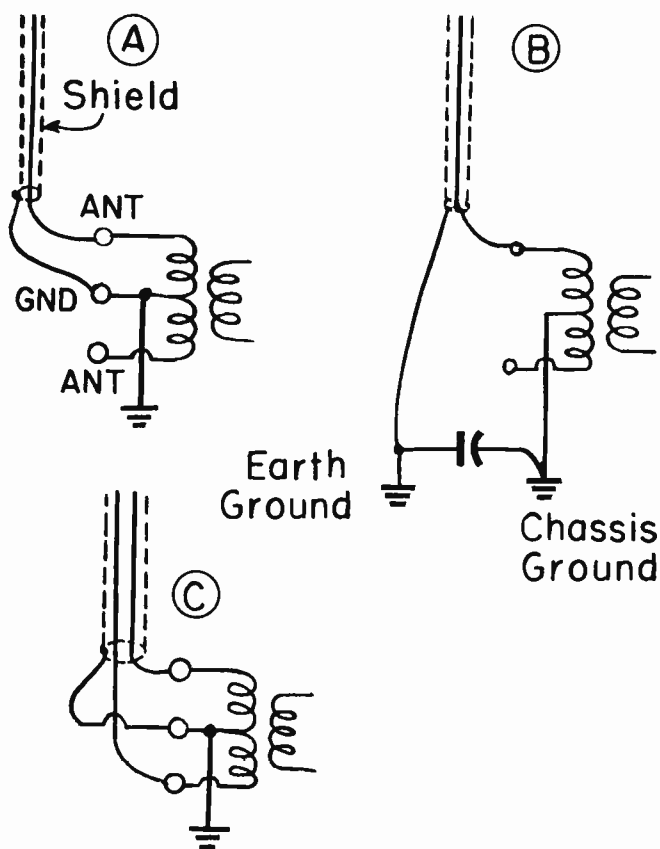 A
Shield
ANT
GND
ANT
B
Earth
Ground
Chassis
Ground
C